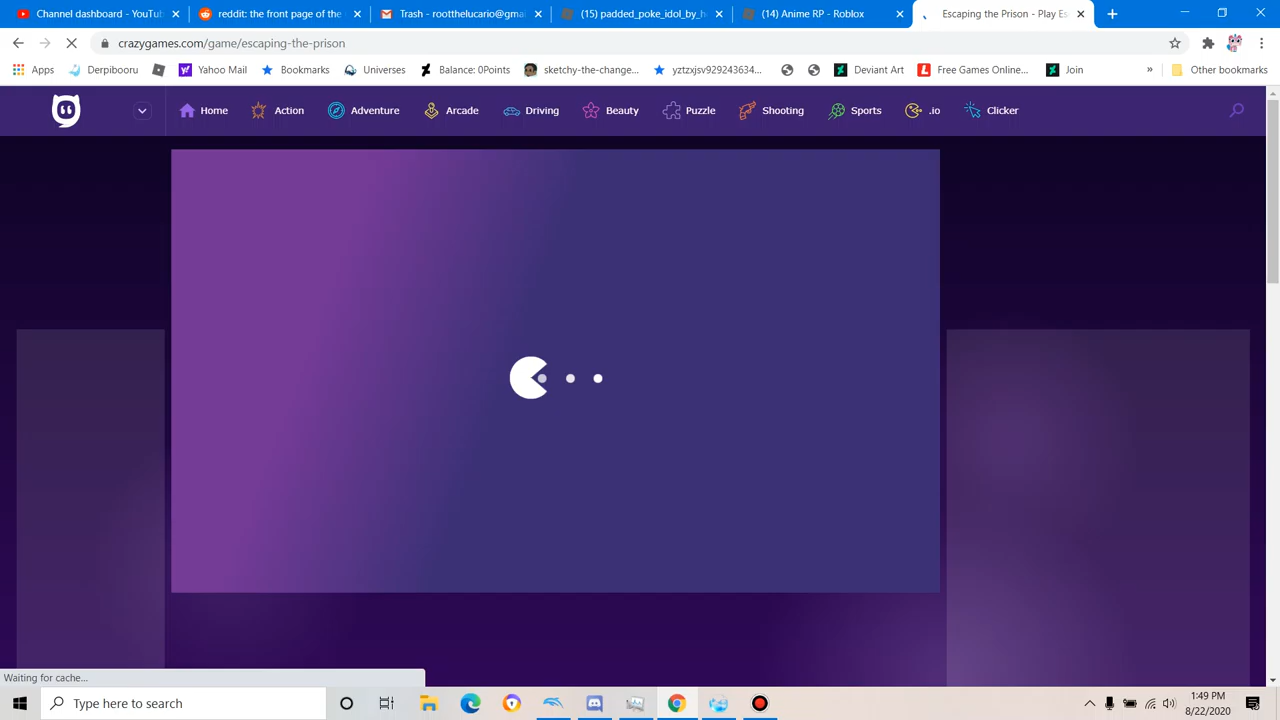 Channel dashboard - YouTub
reddit: the front page of the
Trash - rootthelucario@gma
(15) padded_poke_idol_by_h
(14) Anime RP - Roblox
Escaping the Prison - Play Es
crazygames.com/game/escaping-the-prison
Apps
Derpibooru
Yahoo Mail
Bookmarks
Universes
Balance: 0Points
sketchy-the-change...
yztzxjsv929243634...
Deviant Art
Free Games Online...
Join
»
Other bookmarks
Home
Action
Adventure
Arcade
Driving
Beauty
Puzzle
Shooting
Sports
.io
Clicker
Waiting for cache...
Type here to search
1:49 PM
8/22/2020